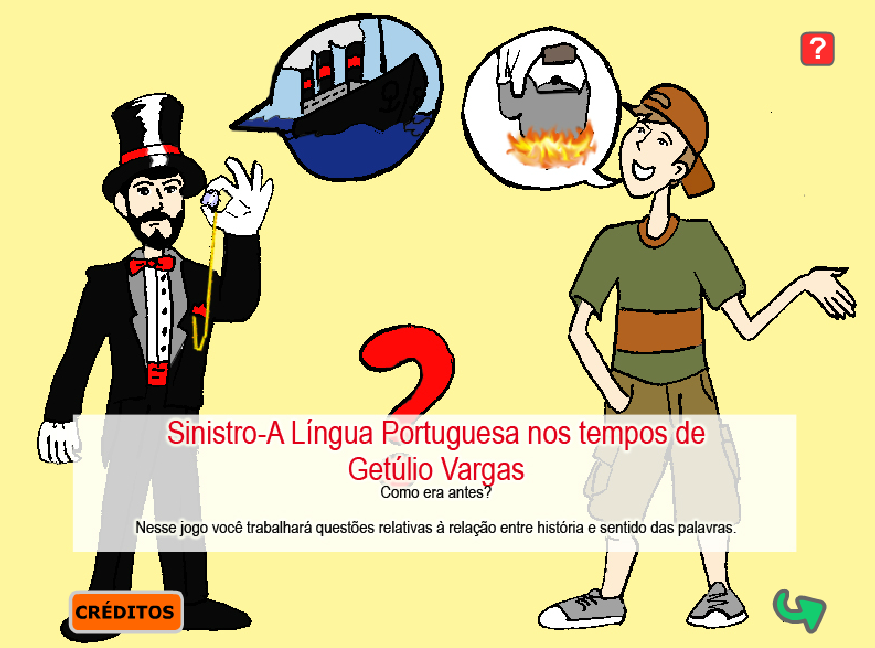 ?
Sinistro-A Língua Portuguesa nos tempos de
Getúlio Vargas
Como era antes?
Nesse jogo você trabalhará questões relativas à relação entre história e sentido das palavras.
CRÉDITOS